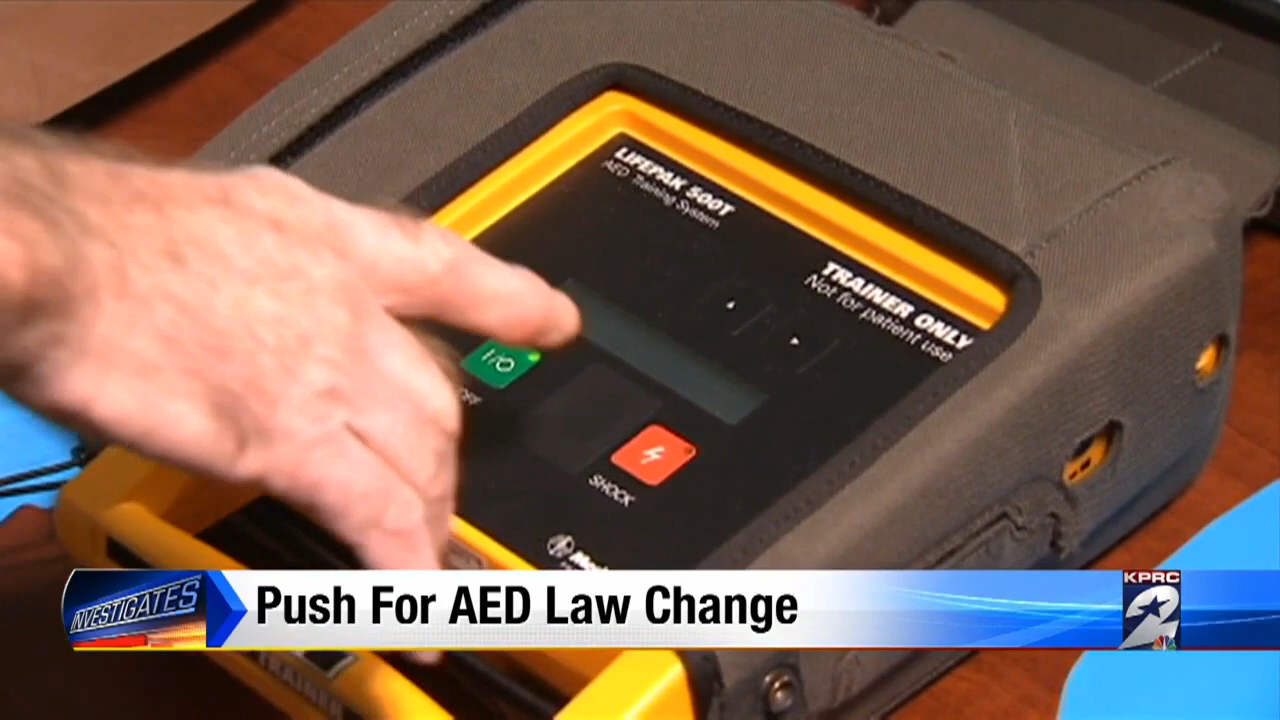 LIFEPAK 500T
AED Training System
TRAINER ONLY
Not for patient use
I/O
SHOCK
INVESTIGATES
Push For AED Law Change
KPRC
2
TRAINER